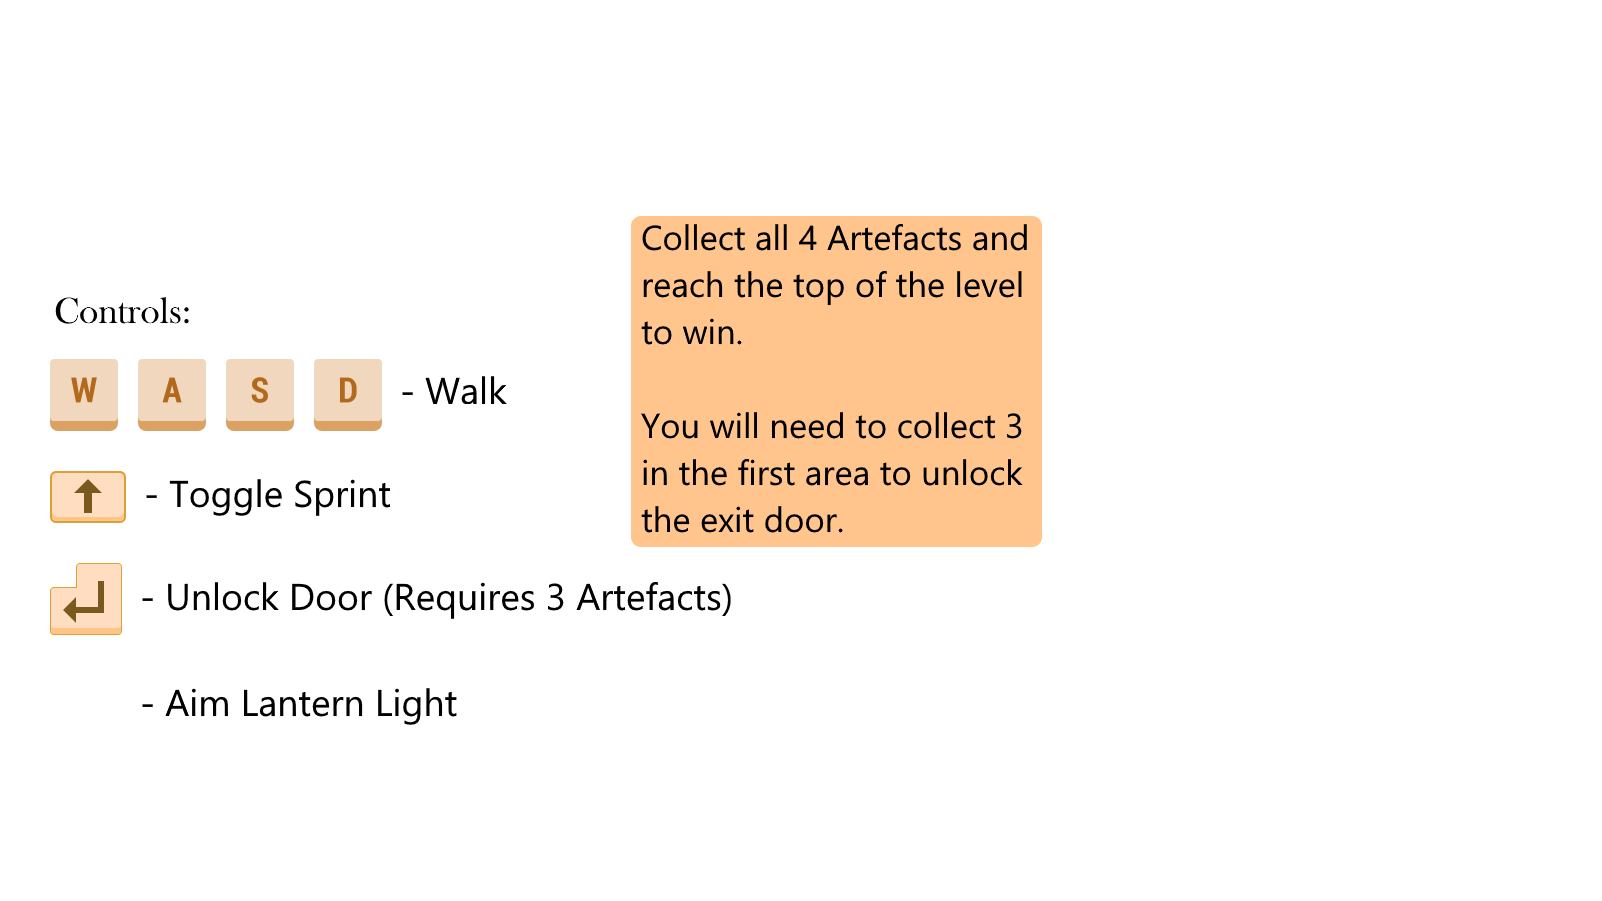 Collect all 4 Artefacts and
reach the top of the level
to win.
You will need to collect 3
in the first area to unlock
the exit door.
Controls:
W A S D - Walk
- Toggle Sprint
- Unlock Door (Requires 3 Artefacts)
- Aim Lantern Light